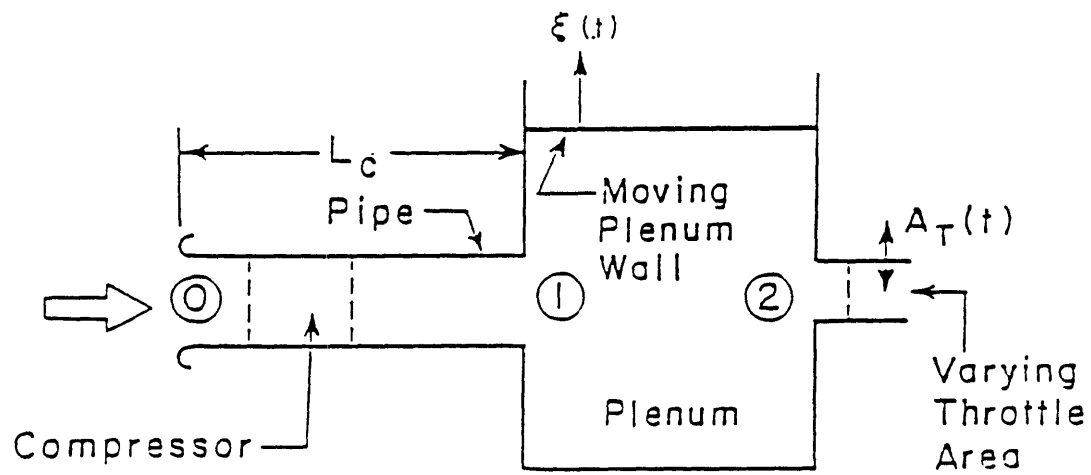 ξ(t)
L_C
Pipe
Moving
Plenum
Wall
A_T(t)
0
1
2
Varying
Throttle
Area
Plenum
Compressor